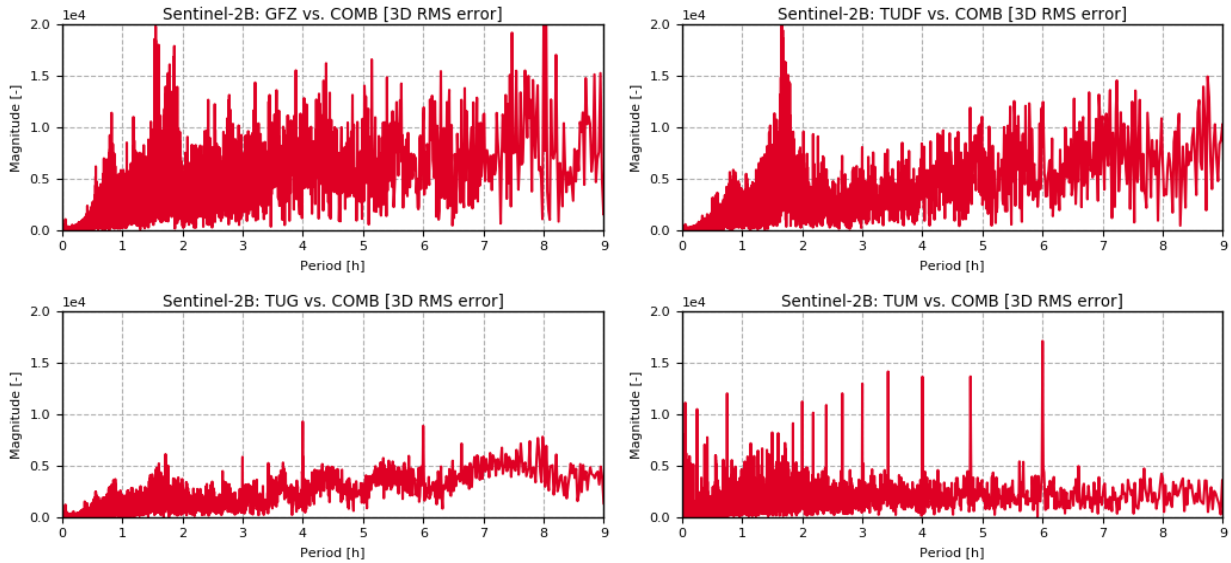 Sentinel-2B: GFZ vs. COMB [3D RMS error]
1e4
2.0
1.5
1.0
0.5
0.0
Magnitude [-]
0 1 2 3 4 5 6 7 8 9
Period [h]
Sentinel-2B: TUDF vs. COMB [3D RMS error]
1e4
2.0
1.5
1.0
0.5
0.0
Magnitude [-]
0 1 2 3 4 5 6 7 8 9
Period [h]
Sentinel-2B: TUG vs. COMB [3D RMS error]
1e4
2.0
1.5
1.0
0.5
0.0
Magnitude [-]
0 1 2 3 4 5 6 7 8 9
Period [h]
Sentinel-2B: TUM vs. COMB [3D RMS error]
1e4
2.0
1.5
1.0
0.5
0.0
Magnitude [-]
0 1 2 3 4 5 6 7 8 9
Period [h]